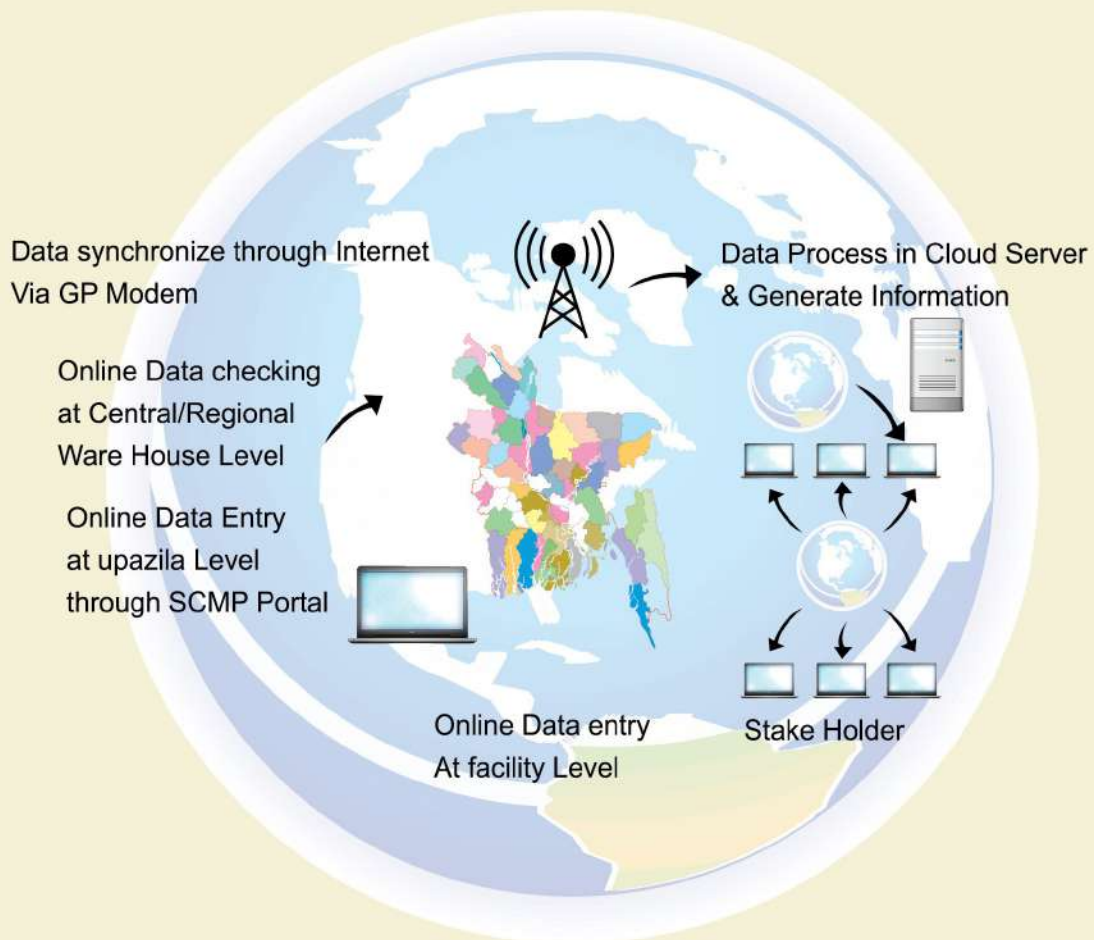 Data synchronize through Internet
Via GP Modem
Data Process in Cloud Server
& Generate Information
Online Data checking
at Central/Regional
Ware House Level
Online Data Entry
at upazila Level
through SCMP Portal
Online Data entry
At facility Level
Stake Holder